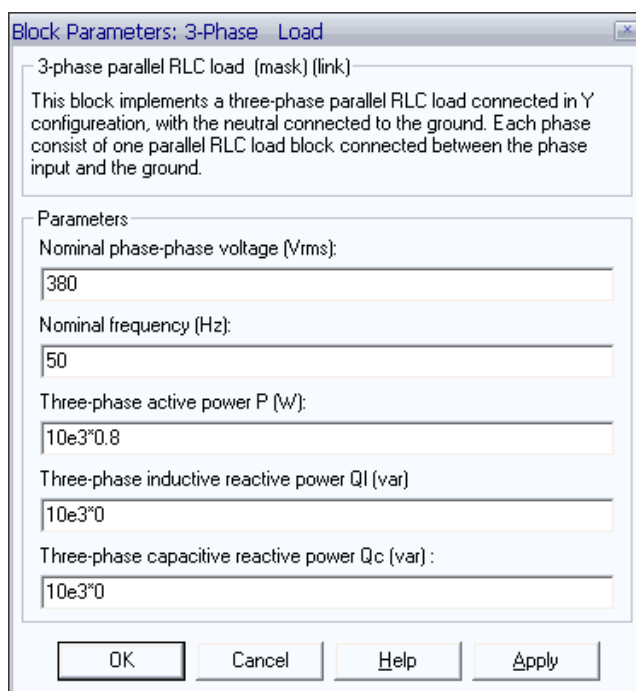 Block Parameters: 3-Phase Load
3-phase parallel RLC load (mask) (link)
This block implements a three-phase parallel RLC load connected in Y
configureation, with the neutral connected to the ground. Each phase
consist of one parallel RLC load block connected between the phase
input and the ground.
Parameters
Nominal phase-phase voltage (Vrms):
380
Nominal frequency (Hz):
50
Three-phase active power P (W):
10e3*0.8
Three-phase inductive reactive power Ql (var)
10e3*0
Three-phase capacitive reactive power Qc (var) :
10e3*0
OK Cancel Help Apply